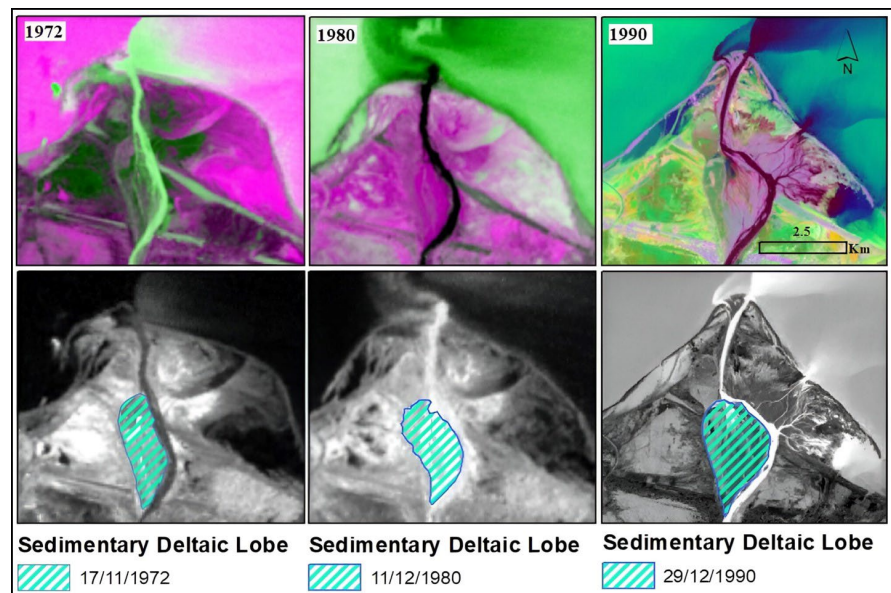 1972
1980
1990
N
2.5
Km
Sedimentary Deltaic Lobe
17/11/1972
Sedimentary Deltaic Lobe
11/12/1980
Sedimentary Deltaic Lobe
29/12/1990